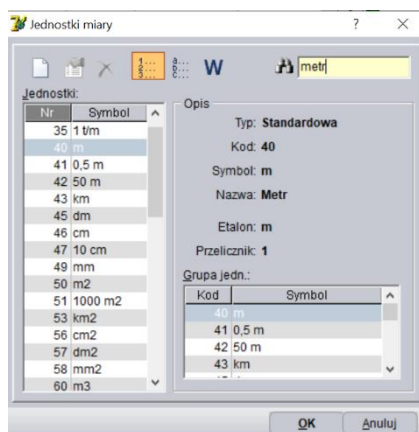 Jednostki miary
metr
Jednostki:
Nr Symbol
35 1 t/m
40 m
41 0,5 m
42 50 m
43 km
45 dm
46 cm
47 10 cm
49 mm
50 m2
51 1000 m2
53 km2
56 cm2
57 dm2
58 mm2
60 m3
Opis
Typ: Standardowa
Kod: 40
Symbol: m
Nazwa: Metr
Etalon: m
Przelicznik: 1
Grupa jedn.:
Kod Symbol
40 m
41 0,5 m
42 50 m
43 km
OK Anuluj